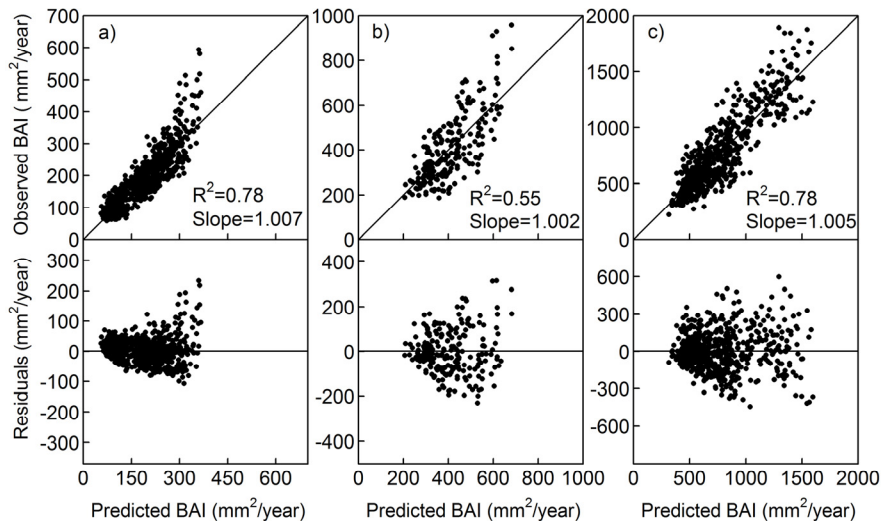 a)
b)
c)
Observed BAI ( mm²/year)
700
600
500
400
300
200
100
0
R²=0.78
Slope=1.007
1000
800
600
400
200
0
R²=0.55
Slope=1.002
2000
1500
1000
500
0
R²=0.78
Slope=1.005
Residuals (mm²/year)
300
200
100
0
-100
-200
-300
400
200
0
-200
-400
600
300
0
-300
-600
0 150 300 450 600
0 200 400 600 800 1000
0 500 1000 1500 2000
Predicted BAI (mm²/year)
Predicted BAI (mm²/year)
Predicted BAI (mm²/year)